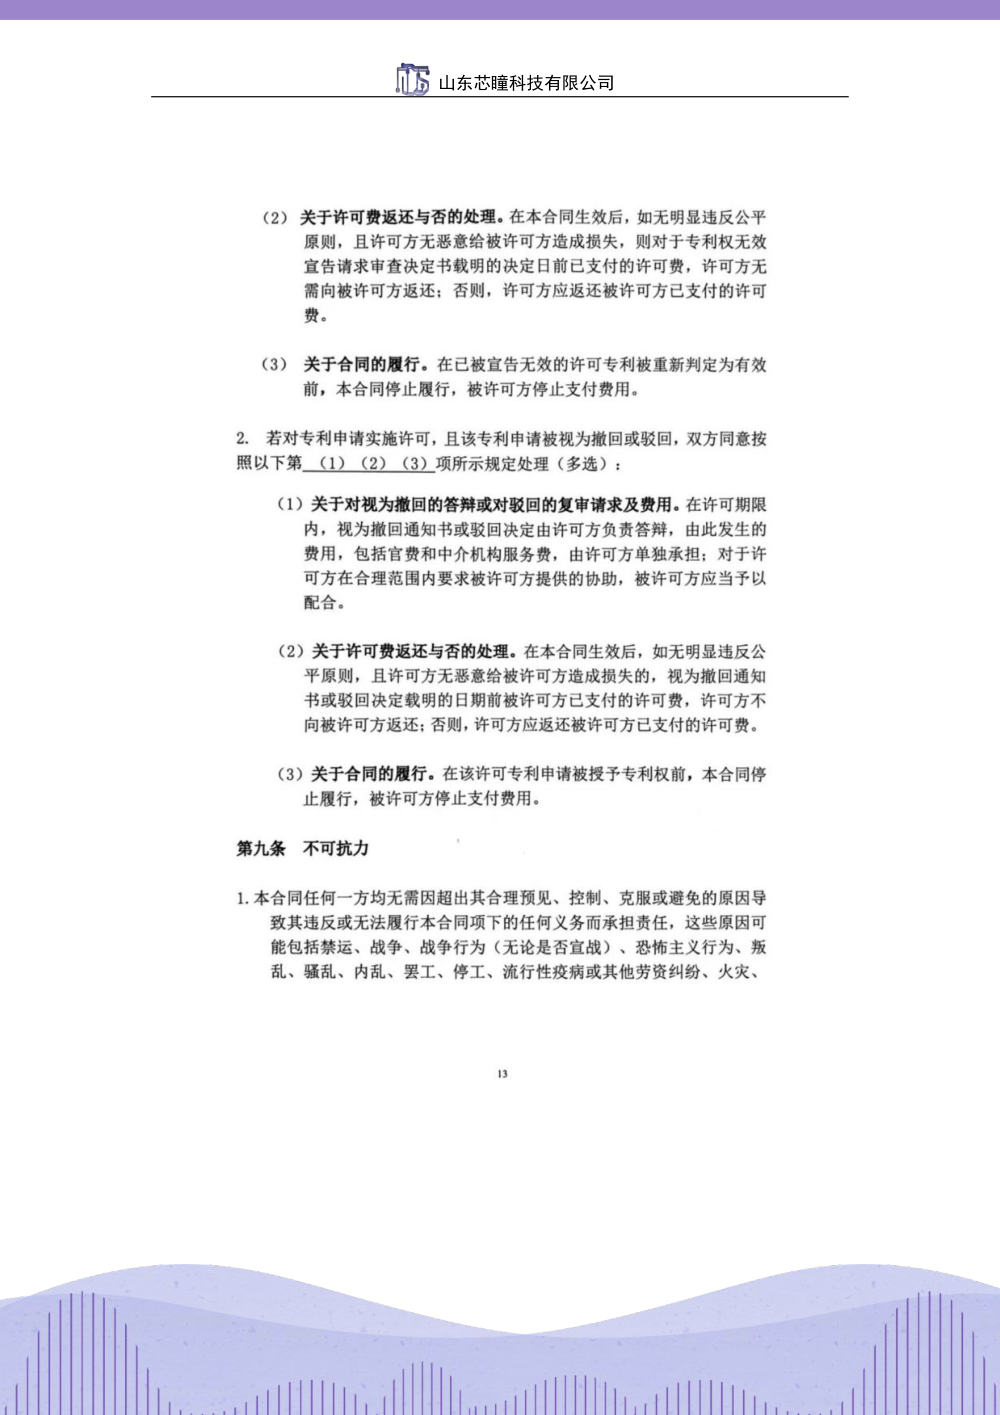 山东芯瞳科技有限公司
（2） 关于许可费返还与否的处理。在本合同生效后，如无明显违反公平
原则，且许可方无恶意给被许可方造成损失，则对于专利权无效
宣告请求审查决定书载明的决定日前已支付的许可费，许可方无
需向被许可方返还；否则，许可方应返还被许可方已支付的许可
费。
（3） 关于合同的履行。在已被宣告无效的许可专利被重新判定为有效
前，本合同停止履行，被许可方停止支付费用。
2. 若对专利申请实施许可，且该专利申请被视为撤回或驳回，双方同意按
照以下第 （1）（2）（3）项所示规定处理（多选）：
（1）关于对视为撤回的答辩或对驳回的复审请求及费用。在许可期限
内，视为撤回通知书或驳回决定由许可方负责答辩，由此发生的
费用，包括官费和中介机构服务费，由许可方单独承担；对于许
可方在合理范围内要求被许可方提供的协助，被许可方应当予以
配合。
（2）关于许可费返还与否的处理。在本合同生效后，如无明显违反公
平原则，且许可方无恶意给被许可方造成损失的，视为撤回通知
书或驳回决定载明的日期前被许可方已支付的许可费，许可方不
向被许可方返还；否则，许可方应返还被许可方已支付的许可费。
（3）关于合同的履行。在该许可专利申请被授予专利权前，本合同停
止履行，被许可方停止支付费用。
第九条 不可抗力
1. 本合同任何一方均无需因超出其合理预见、控制、克服或避免的原因导
致其违反或无法履行本合同项下的任何义务而承担责任，这些原因可
能包括禁运、战争、战争行为（无论是否宣战）、恐怖主义行为、叛
乱、骚乱、内乱、罢工、停工、流行性疫病或其他劳资纠纷、火灾、
13